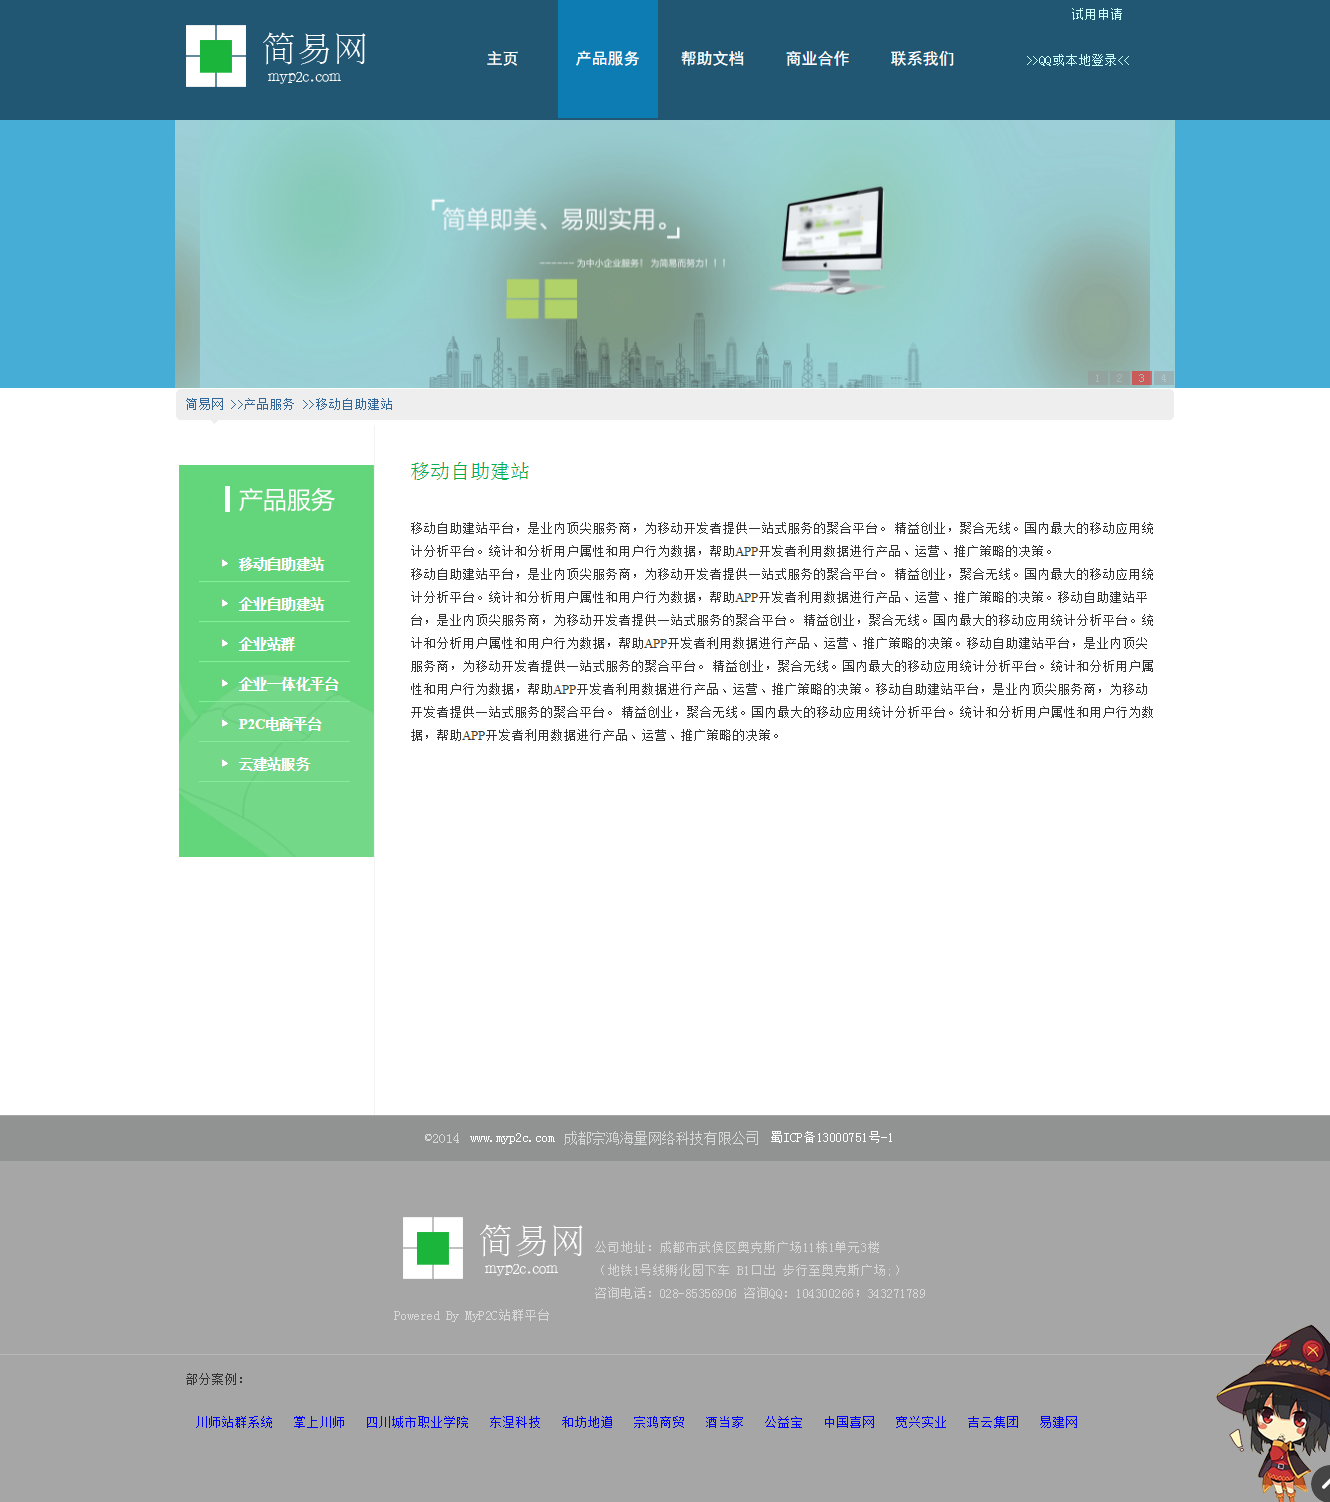 试用申请
简易网
myp2c.com
主页 产品服务 帮助文档 商业合作 联系我们
>>QQ或本地登录<<
简单即美、易则实用。
—————— 为中小企业服务！ 为简易而努力！！！
1 2 3 4
简易网 >>产品服务 >>移动自助建站
产品服务
移动自助建站
企业自助建站
企业站群
企业一体化平台
P2C电商平台
云建站服务
移动自助建站
移动自助建站平台，是业内顶尖服务商，为移动开发者提供一站式服务的聚合平台。 精益创业，聚合无线。国内最大的移动应用统
计分析平台。统计和分析用户属性和用户行为数据，帮助APP开发者利用数据进行产品、运营、推广策略的决策。
移动自助建站平台，是业内顶尖服务商，为移动开发者提供一站式服务的聚合平台。 精益创业，聚合无线。国内最大的移动应用统
计分析平台。统计和分析用户属性和用户行为数据，帮助APP开发者利用数据进行产品、运营、推广策略的决策。移动自助建站平
台，是业内顶尖服务商，为移动开发者提供一站式服务的聚合平台。 精益创业，聚合无线。国内最大的移动应用统计分析平台。统
计和分析用户属性和用户行为数据，帮助APP开发者利用数据进行产品、运营、推广策略的决策。移动自助建站平台，是业内顶尖
服务商，为移动开发者提供一站式服务的聚合平台。 精益创业，聚合无线。国内最大的移动应用统计分析平台。统计和分析用户属
性和用户行为数据，帮助APP开发者利用数据进行产品、运营、推广策略的决策。移动自助建站平台，是业内顶尖服务商，为移动
开发者提供一站式服务的聚合平台。 精益创业，聚合无线。国内最大的移动应用统计分析平台。统计和分析用户属性和用户行为数
据，帮助APP开发者利用数据进行产品、运营、推广策略的决策。
©2014 www.myp2c.com 成都宗鸿海量网络科技有限公司 蜀ICP备13000751号-1
简易网
myp2c.com
公司地址：成都市武侯区奥克斯广场11栋1单元3楼
（地铁1号线孵化园下车 B1口出 步行至奥克斯广场;）
咨询电话：028-85356906 咨询QQ：104300266；343271789
Powered By MyP2C站群平台
部分案例：
川师站群系统 掌上川师 四川城市职业学院 东涅科技 和坊地道 宗鸿商贸 酒当家 公益宝 中国喜网 宽兴实业 吉云集团 易建网